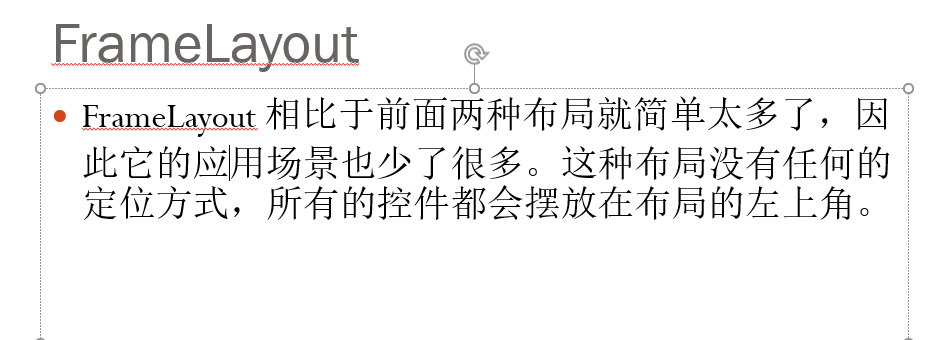 FrameLayout
FrameLayout 相比于前面两种布局就简单太多了，因
此它的应用场景也少了很多。这种布局没有任何的
定位方式，所有的控件都会摆放在布局的左上角。